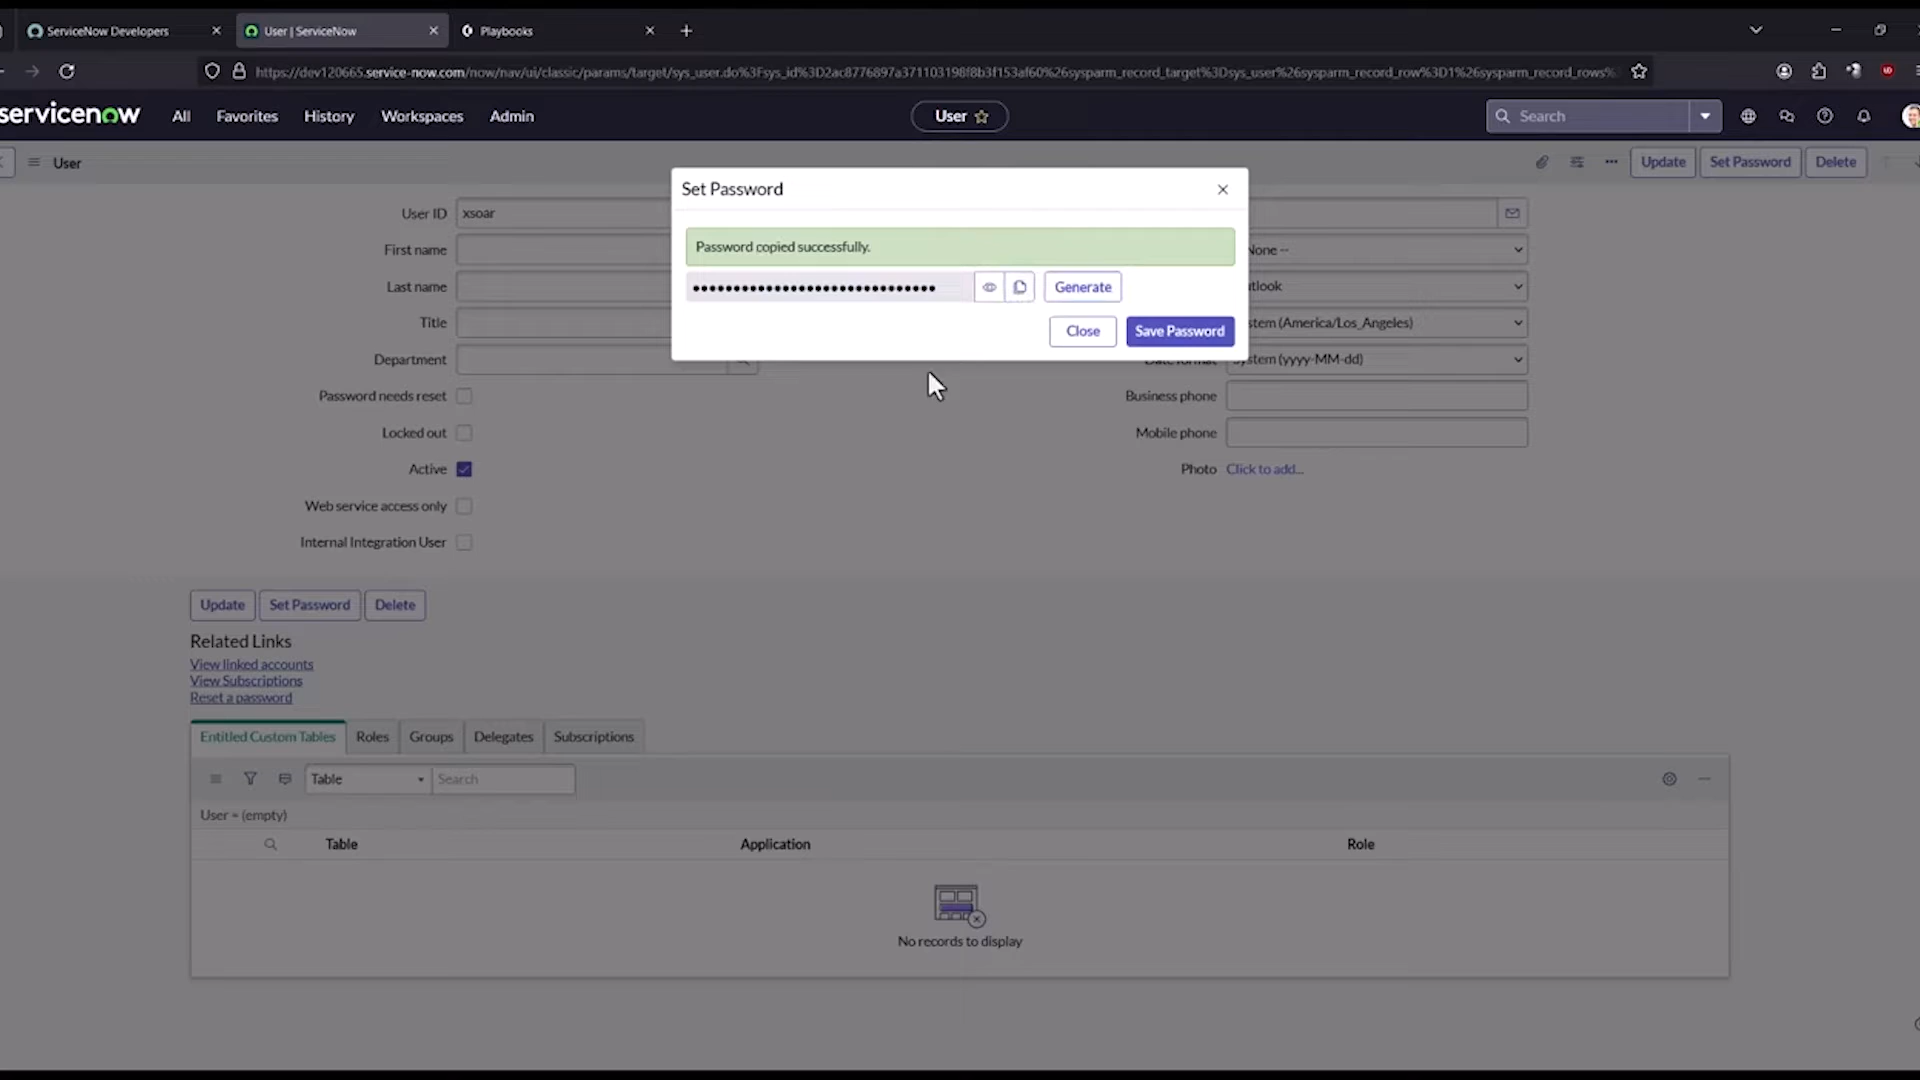 ServiceNow Developers
User | ServiceNow
Playbooks
https://dev120665.service-now.com/now/nav/ui/classic/params/target/sys_user.do%3Fsys_id%3D2ac8776897a371103198f8b3f153af60%26sysparm_record_target%3Dsys_user%26sysparm_record_row%3D1%26sysparm_record_rows%
servicenow
All
Favorites
History
Workspaces
Admin
User
Search
User
Update
Set Password
Delete
Set Password
Password copied successfully.
Generate
Close
Save Password
User ID
xsoar
First name
Last name
Title
Department
Password needs reset
Locked out
Active
Web service access only
Internal Integration User
None --
tlook
stem (America/Los_Angeles)
Date format
System (yyyy-MM-dd)
Business phone
Mobile phone
Photo
Click to add...
Update
Set Password
Delete
Related Links
View linked accounts
View Subscriptions
Reset a password
Entitled Custom Tables
Roles
Groups
Delegates
Subscriptions
Table
Search
User = (empty)
Table
Application
Role
No records to display